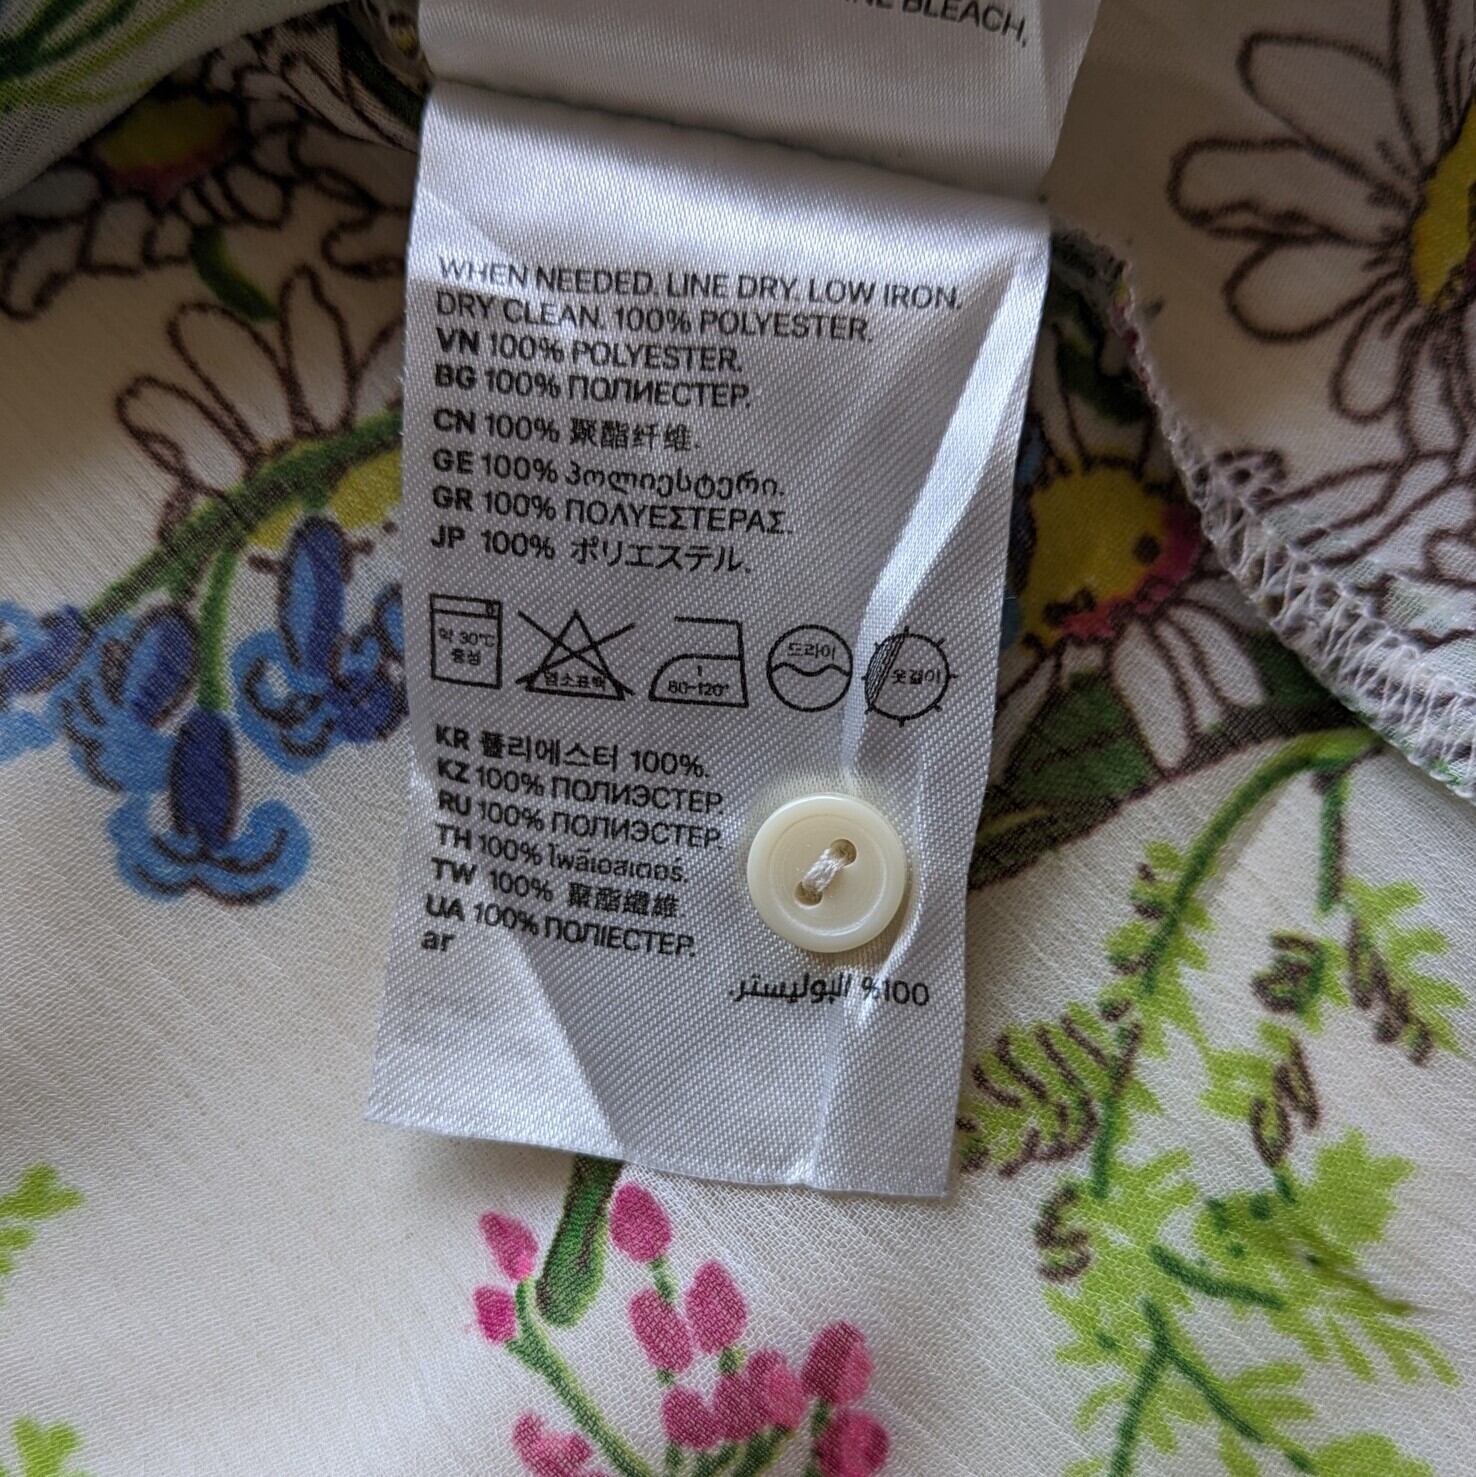 BLEACH,
WHEN NEEDED. LINE DRY. LOW IRON.
DRY CLEAN. 100% POLYESTER.
VN 100% POLYESTER.
BG 100% ПОЛИЕСТЕР.
CN 100% 聚酯纤维.
GE 100% პოლიესტერი.
GR 100% ΠΟΛΥΕΣΤΕΡΑΣ.
JP 100% ポリエステル.
약 30℃
중성
염소표백
1
80~120°
드라이
옷걸이
KR 폴리에스터 100%.
KZ 100% ПОЛИЭСТЕР.
RU 100% ПОЛИЭСТЕР.
TH 100% โพลีเอสเตอร์.
TW 100% 聚酯纖維.
UA 100% ПОЛІЕСТЕР.
ar
100% البوليستر.